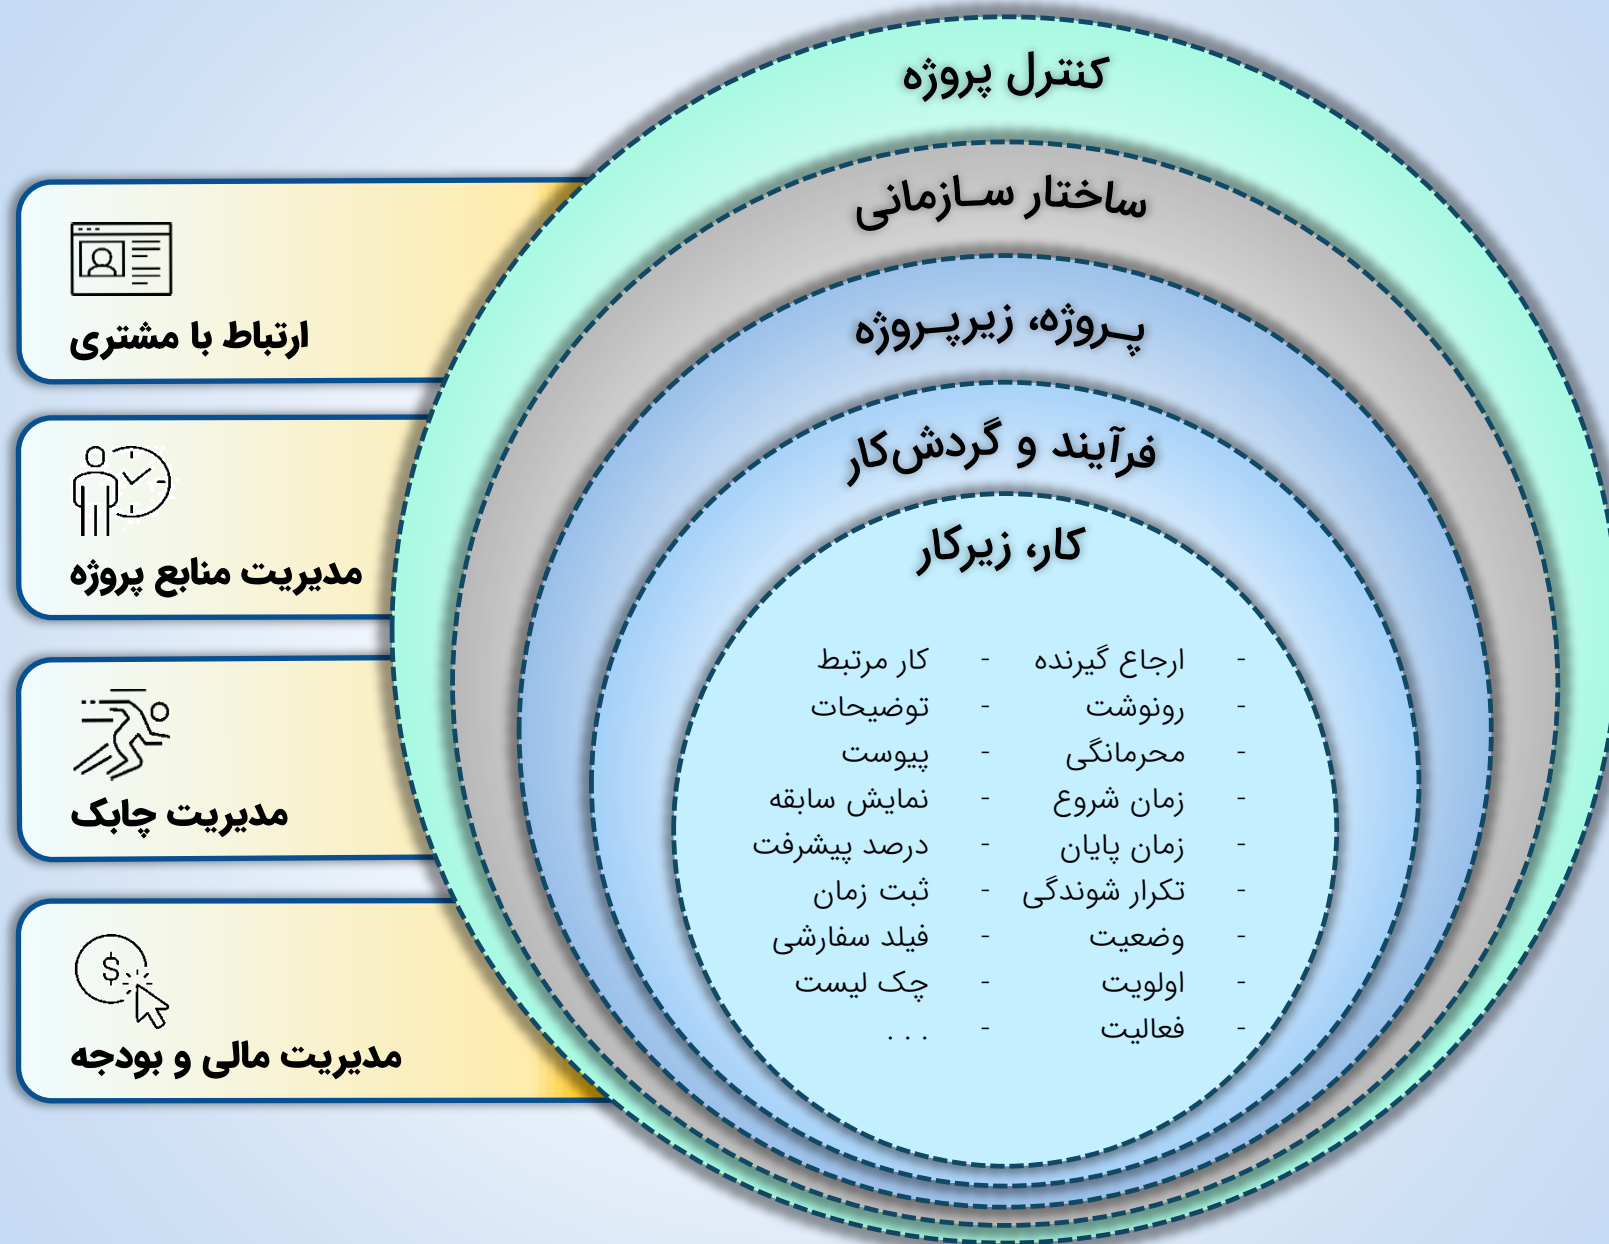 کنترل پروژه
ساختار سـازمانی
پـروژه، زیرپـروژه
فرآیند و گردش‌کار
کار، زیرکار
- ارجاع گیرنده
- رونوشت
- محرمانگی
- زمان شروع
- زمان پایان
- تکرار شوندگی
- وضعیت
- اولویت
- فعالیت
- کار مرتبط
- توضیحات
- پیوست
- نمایش سابقه
- درصد پیشرفت
- ثبت زمان
- فیلد سفارشی
- چک لیست
- . . .
ارتباط با مشتری
مدیریت منابع پروژه
مدیریت چابک
$
مدیریت مالی و بودجه